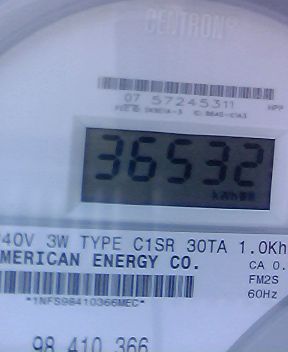 CENTRON®
07 57245311
HPP
36532
kWh
40V 3W TYPE C1SR 30TA 1.0Kh
MERICAN ENERGY CO.
CA 0.
FM2S
*1NFS98410366MEC*
60Hz
98 410 366